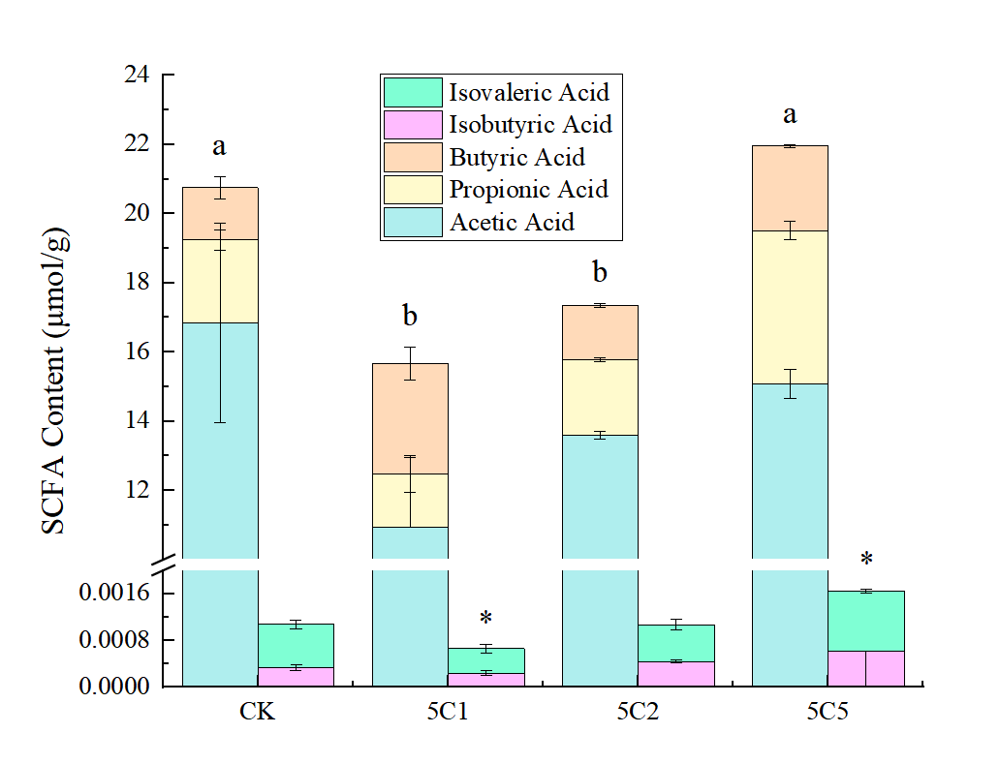 SCFA Content (μmol/g)
24
22
20
18
16
14
12
0.0016
0.0008
0.0000
Isovaleric Acid
Isobutyric Acid
Butyric Acid
Propionic Acid
Acetic Acid
a
b
b
a
*
*
CK
5C1
5C2
5C5